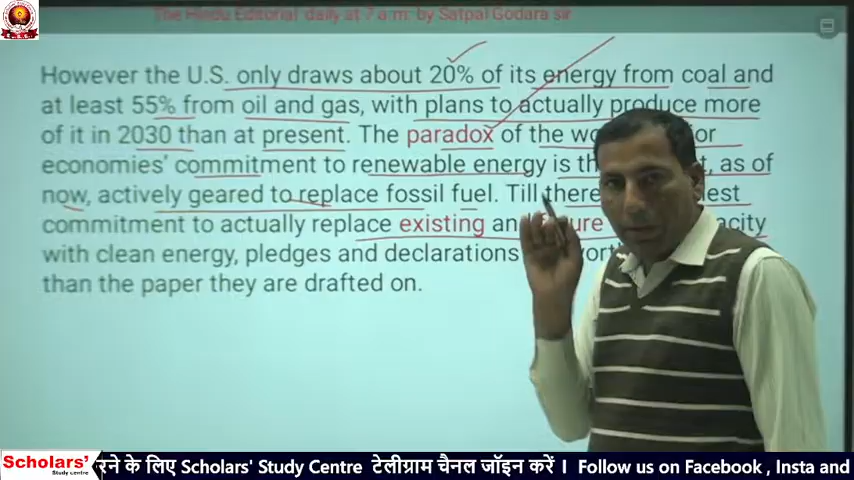 The Hindu Editorial daily at 7 a.m. by Satpal Godara sir
However the U.S. only draws about 20% of its energy from coal and
at least 55% from oil and gas, with plans to actually produce more
of it in 2030 than at present. The paradox of the
economies' commitment to renewable energy is as of
now, actively geared to replace fossil fuel. Till there
commitment to actually replace existing
with clean energy, pledges and declarations
than the paper they are drafted on.
Scholars'
Study centre
रने के लिए Scholars' Study Centre टेलीग्राम चैनल जॉइन करें । Follow us on Facebook , Insta and